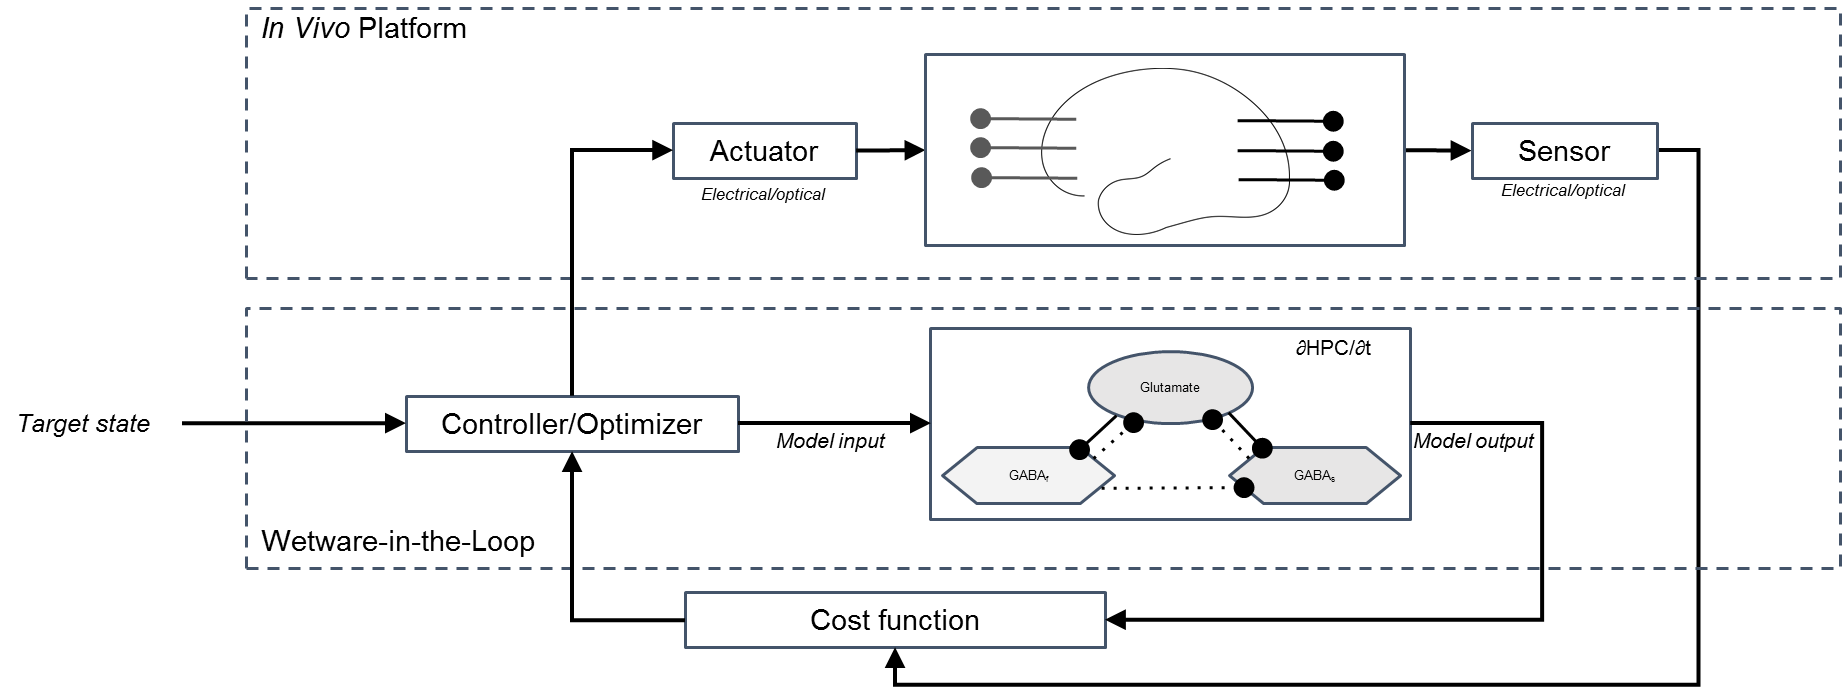 In Vivo Platform
Actuator
Electrical/optical
Sensor
Electrical/optical
∂HPC/∂t
Glutamate
Target state
Controller/Optimizer
Model input
Model output
GABAf
GABAs
Wetware-in-the-Loop
Cost function